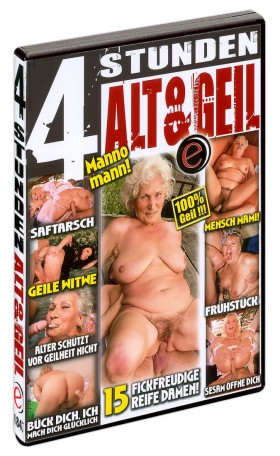 4 STUNDEN
ALT & GEIL
e
Manno
mann!
100%
Geil!!!
SAFTARSCH
GEILE WITWE
ALTER SCHÜTZT
VOR GEILHEIT NICHT
BÜCK DICH, ICH
MACH DICH GLÜCKLICH
MENSCH MAMI!
FRÜHSTÜCK
SESAM ÖFFNE DICH
15 FICKFREUDIGE
REIFE DAMEN!
4 STUNDEN ALT & GEIL
e